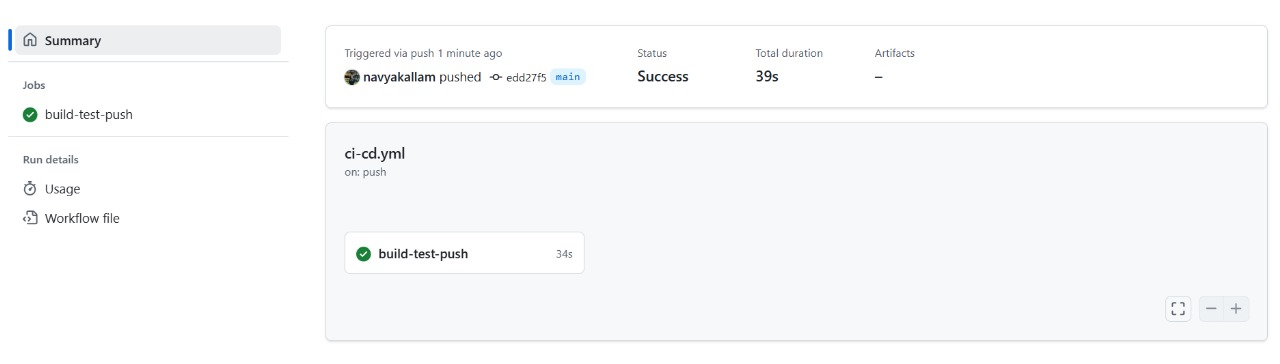 Summary
Jobs
build-test-push
Run details
Usage
Workflow file
Triggered via push 1 minute ago
navyakallam pushed edd27f5 main
Status
Success
Total duration
39s
Artifacts
–
ci-cd.yml
on: push
build-test-push 34s